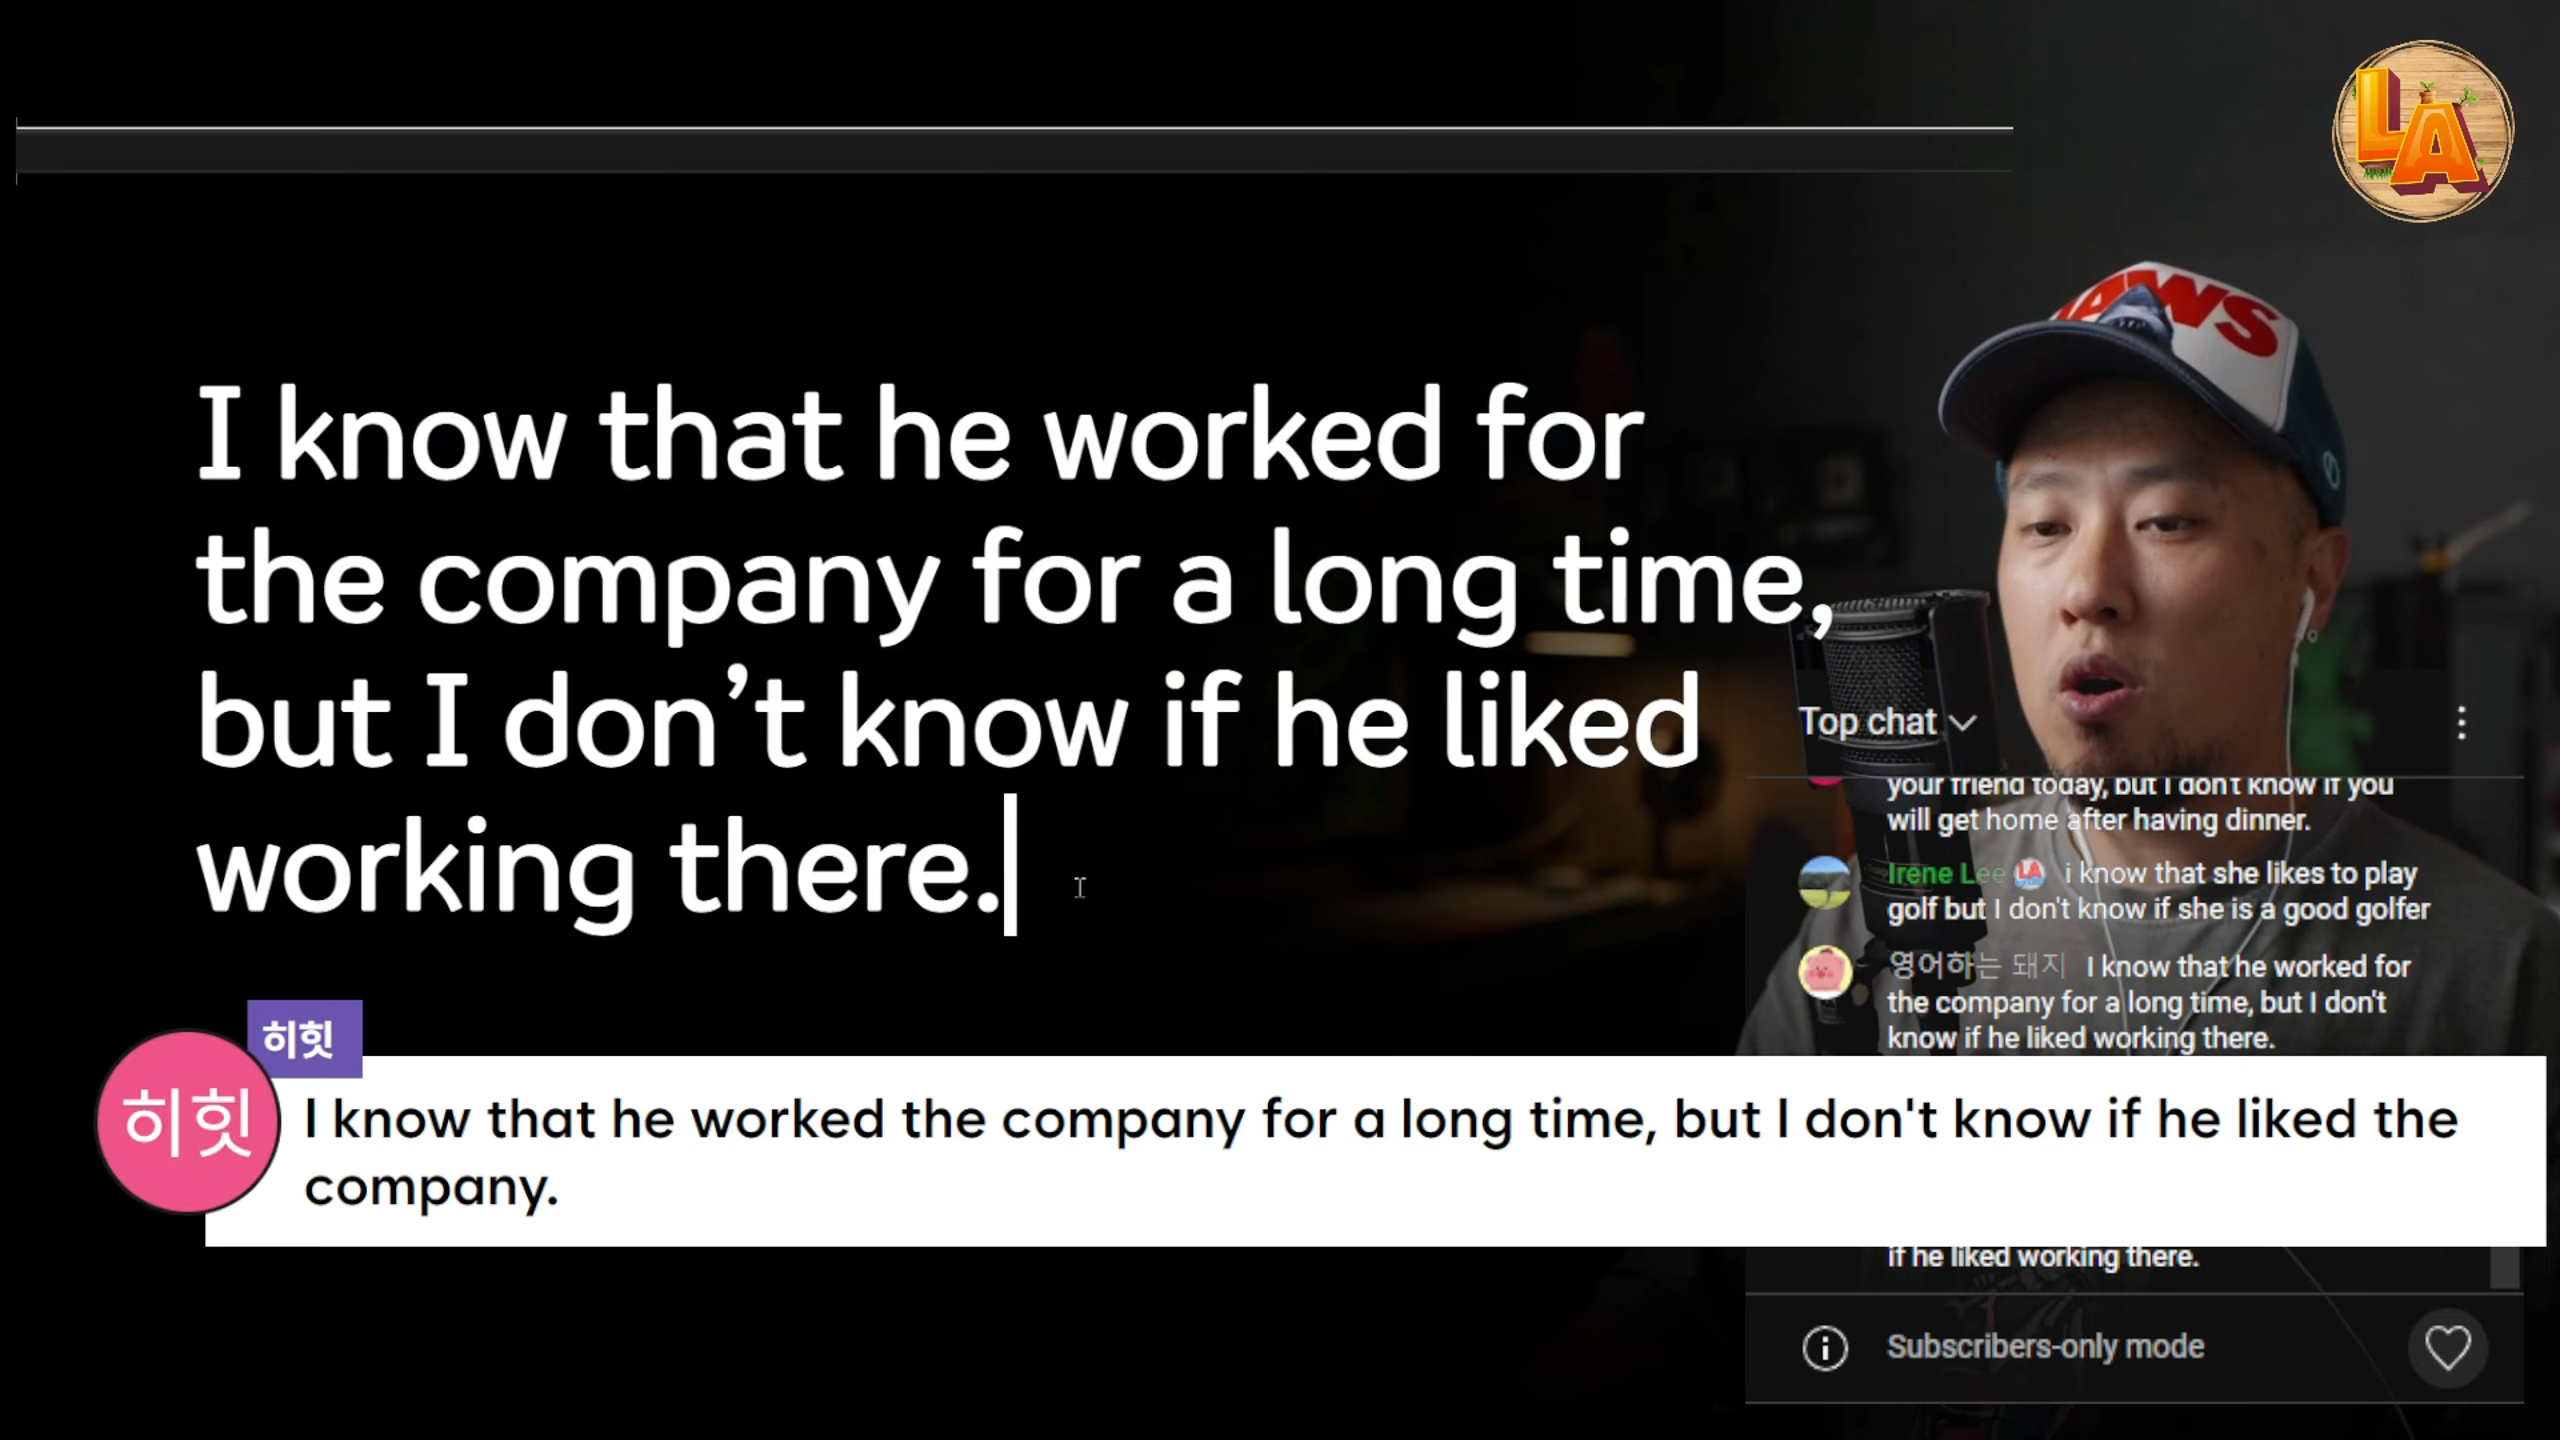 LA
JAWS
I know that he worked for
the company for a long time,
but I don’t know if he liked
working there.
Top chat
your friend today, but I don't know if you
will get home after having dinner.
Irene Lee LA i know that she likes to play
golf but I don't know if she is a good golfer
영어하는 돼지 I know that he worked for
the company for a long time, but I don't
know if he liked working there.
히힛
히힛
I know that he worked the company for a long time, but I don't know if he liked the
company.
if he liked working there.
Subscribers-only mode